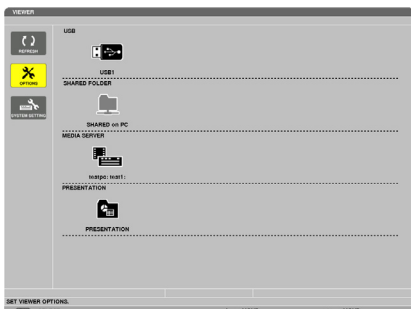 VIEWER
USB
REFRESH
USB1
OPTIONS
SHARED FOLDER
SYSTEM SETTING
SHARED on PC
MEDIA SERVER
PRESENTATION
PRESENTATION
SET VIEWER OPTIONS.